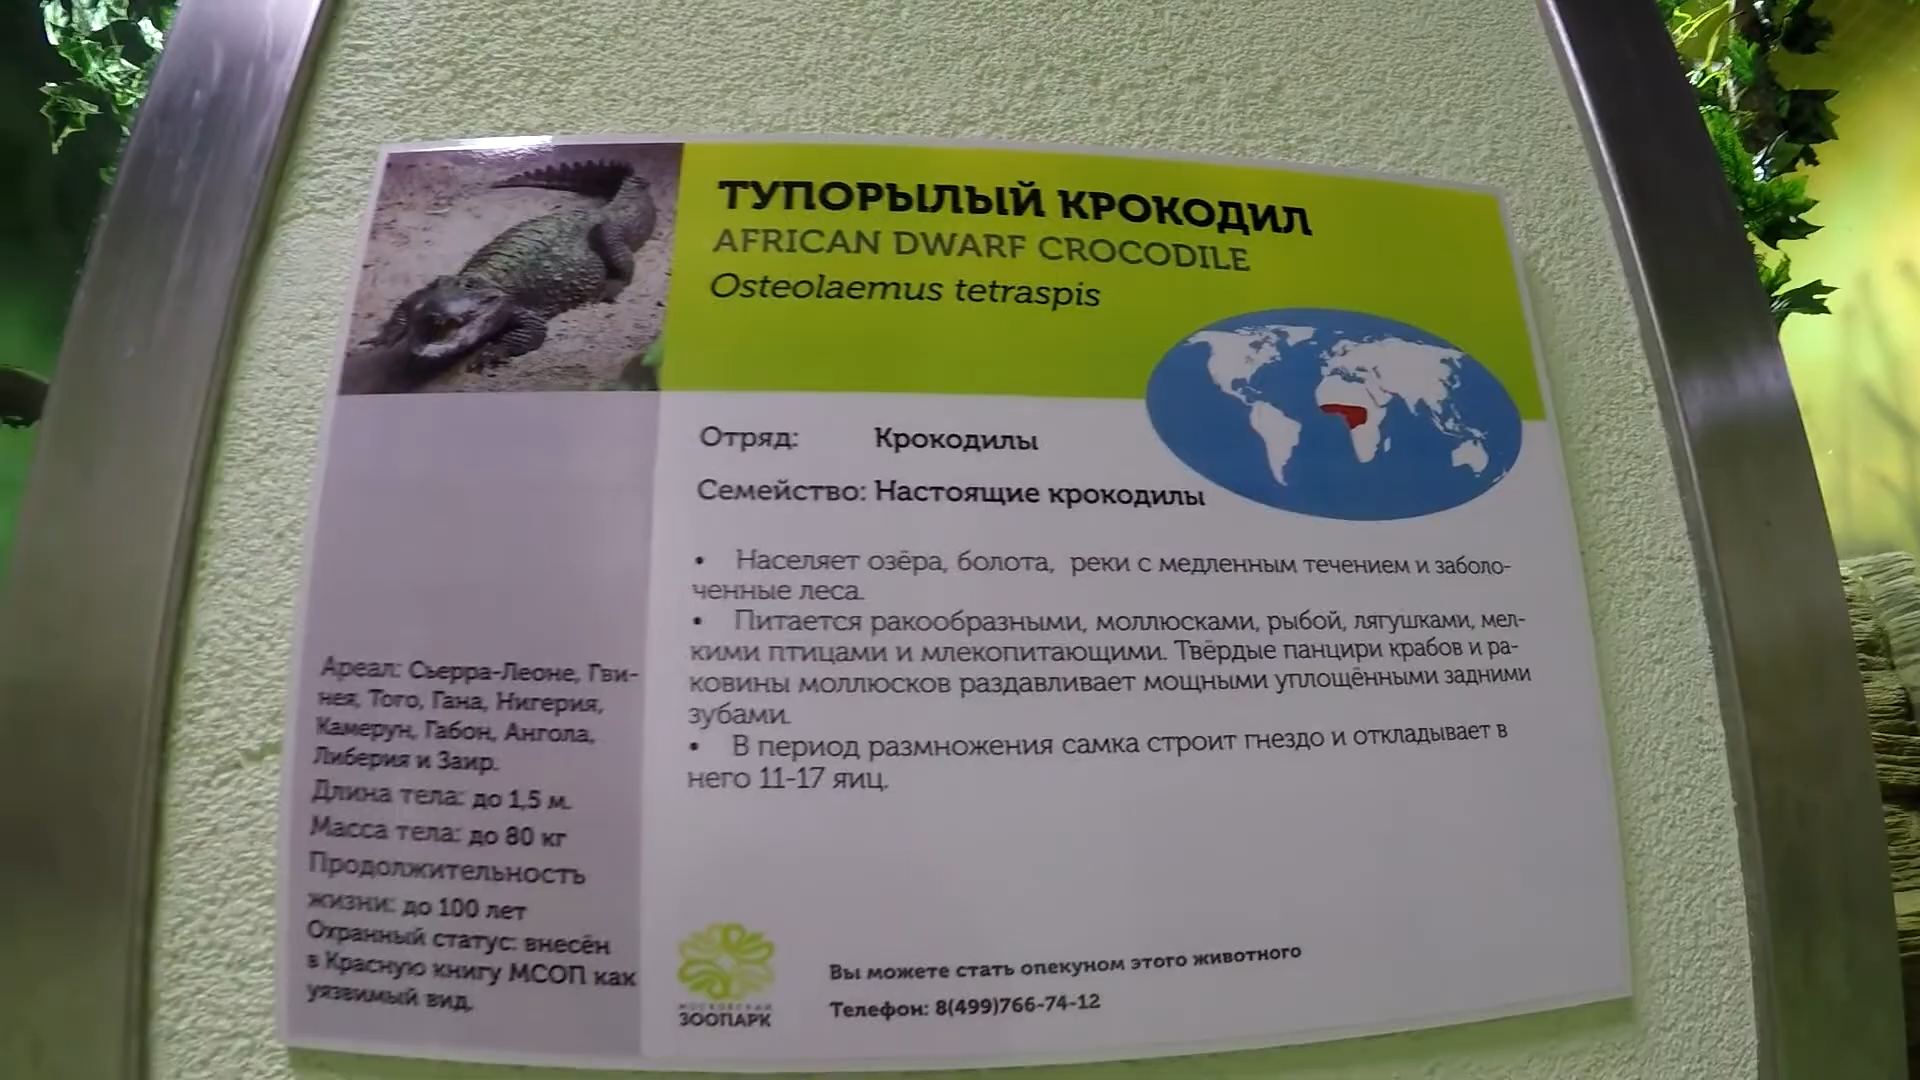 ТУПОРЫЛЫЙ КРОКОДИЛ
AFRICAN DWARF CROCODILE
Osteolaemus tetraspis
Отряд: Крокодилы
Семейство: Настоящие крокодилы
• Населяет озёра, болота, реки с медленным течением и заболо-
ченные леса.
• Питается ракообразными, моллюсками, рыбой, лягушками, мел-
кими птицами и млекопитающими. Твёрдые панцири крабов и ра-
ковины моллюсков раздавливает мощными уплощёнными задними
зубами.
• В период размножения самка строит гнездо и откладывает в
него 11-17 яиц.
Ареал: Сьерра-Леоне, Гви-
нея, Того, Гана, Нигерия,
Камерун, Габон, Ангола,
Либерия и Заир.
Длина тела: до 1,5 м.
Масса тела: до 80 кг
Продолжительность
жизни: до 100 лет
Охранный статус: внесён
в Красную книгу МСОП как
уязвимый вид.
МОСКОВСКИЙ
ЗООПАРК
Вы можете стать опекуном этого животного
Телефон: 8(499)766-74-12